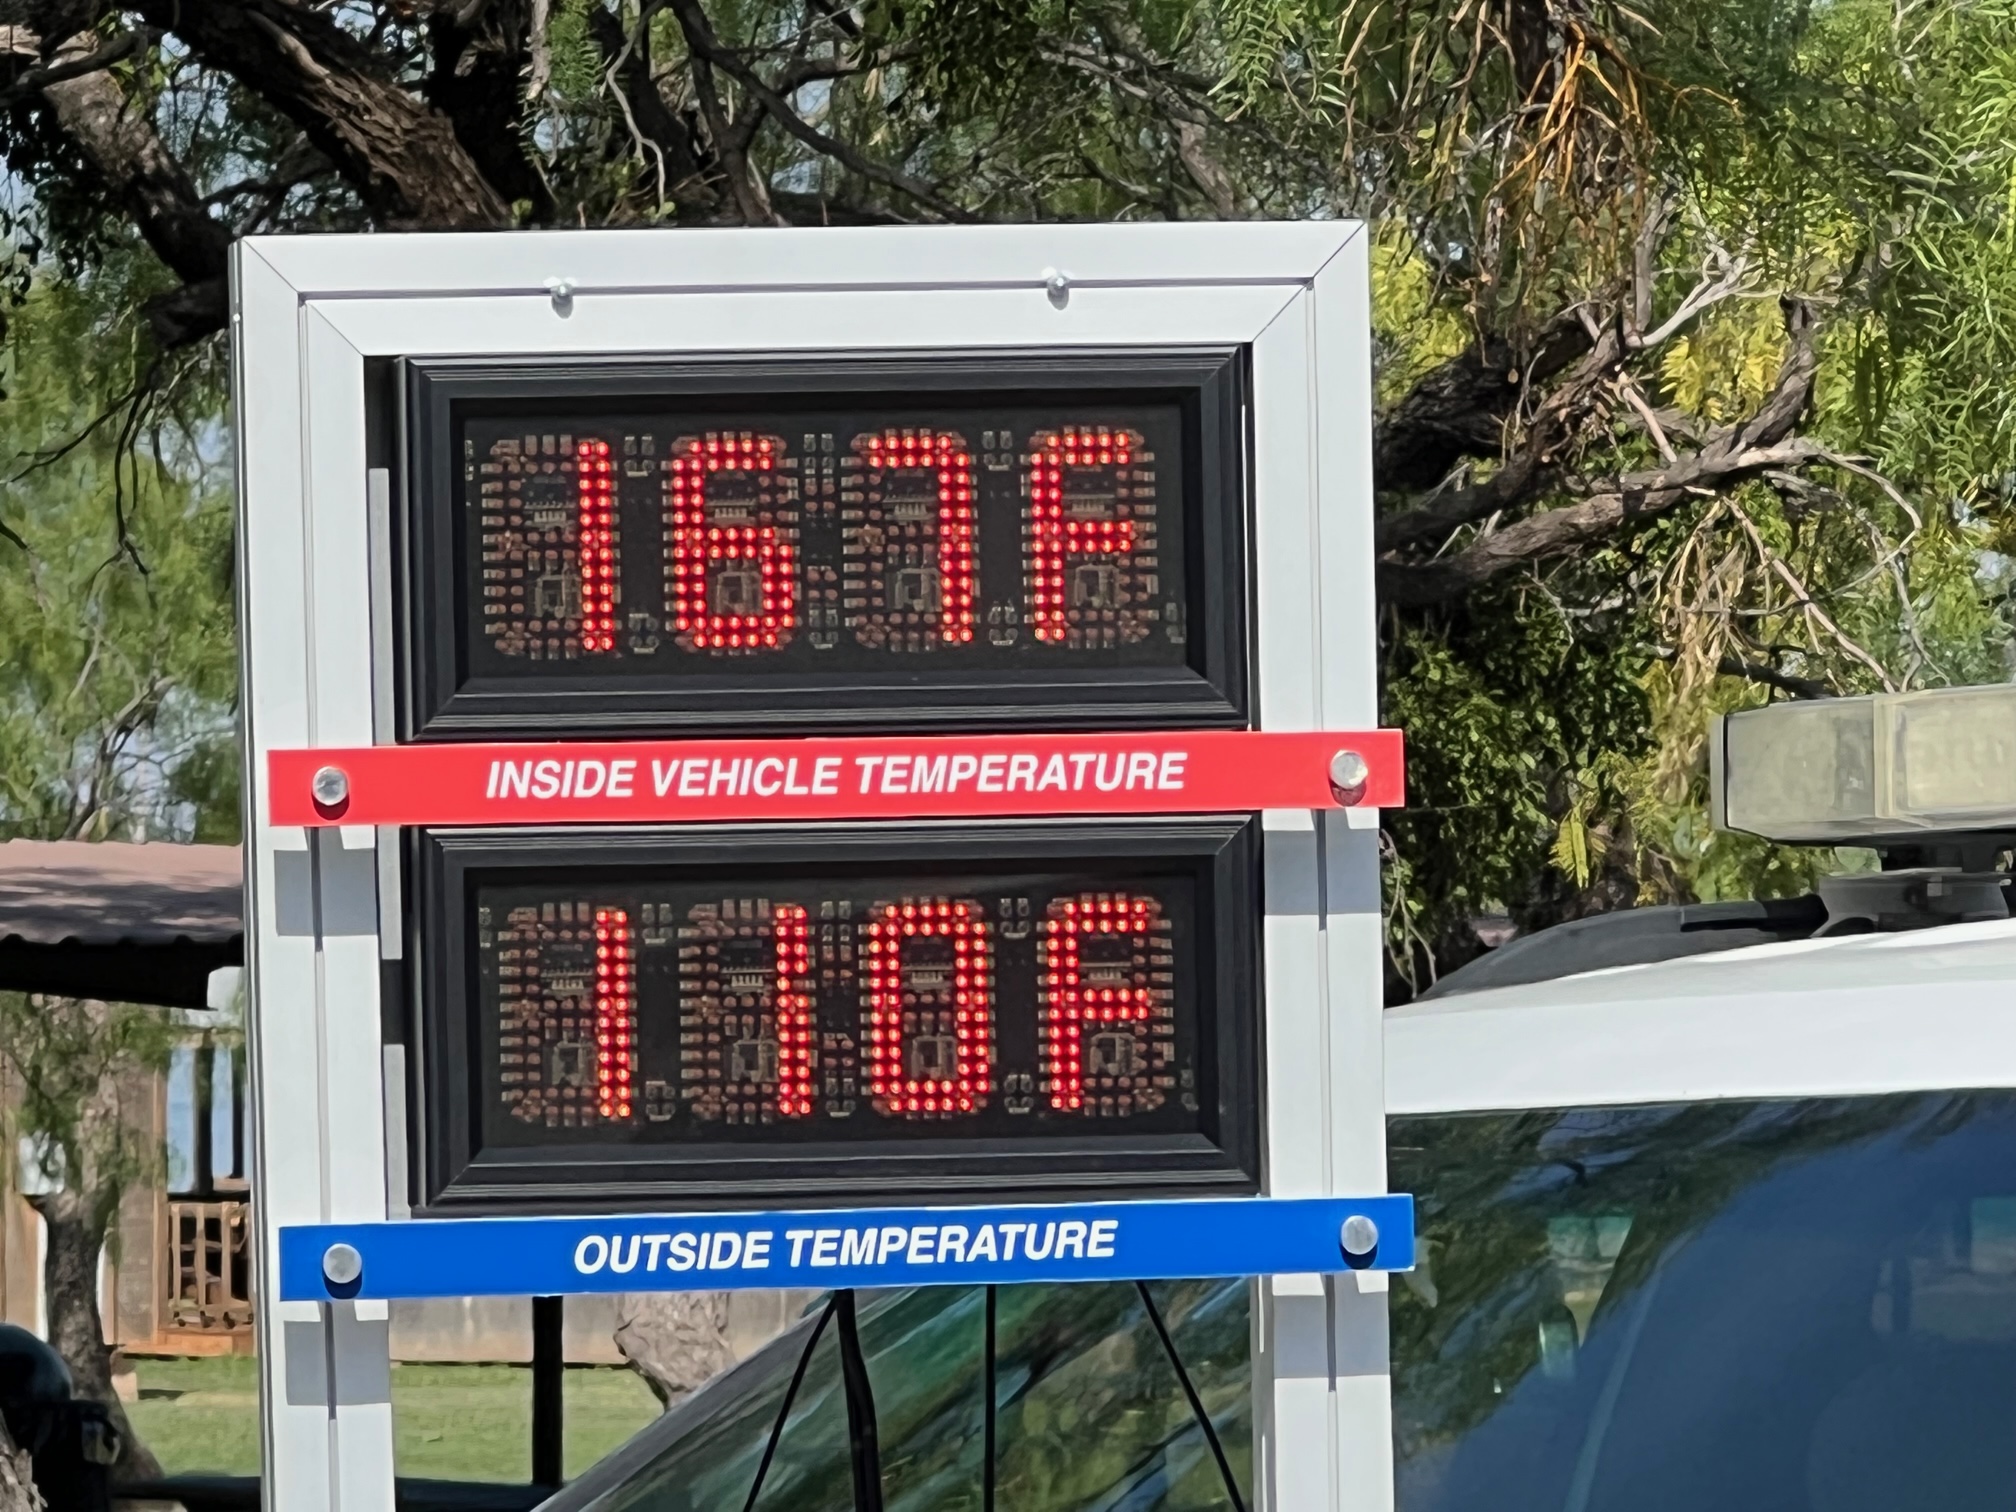 167F
INSIDE VEHICLE TEMPERATURE
110F
OUTSIDE TEMPERATURE